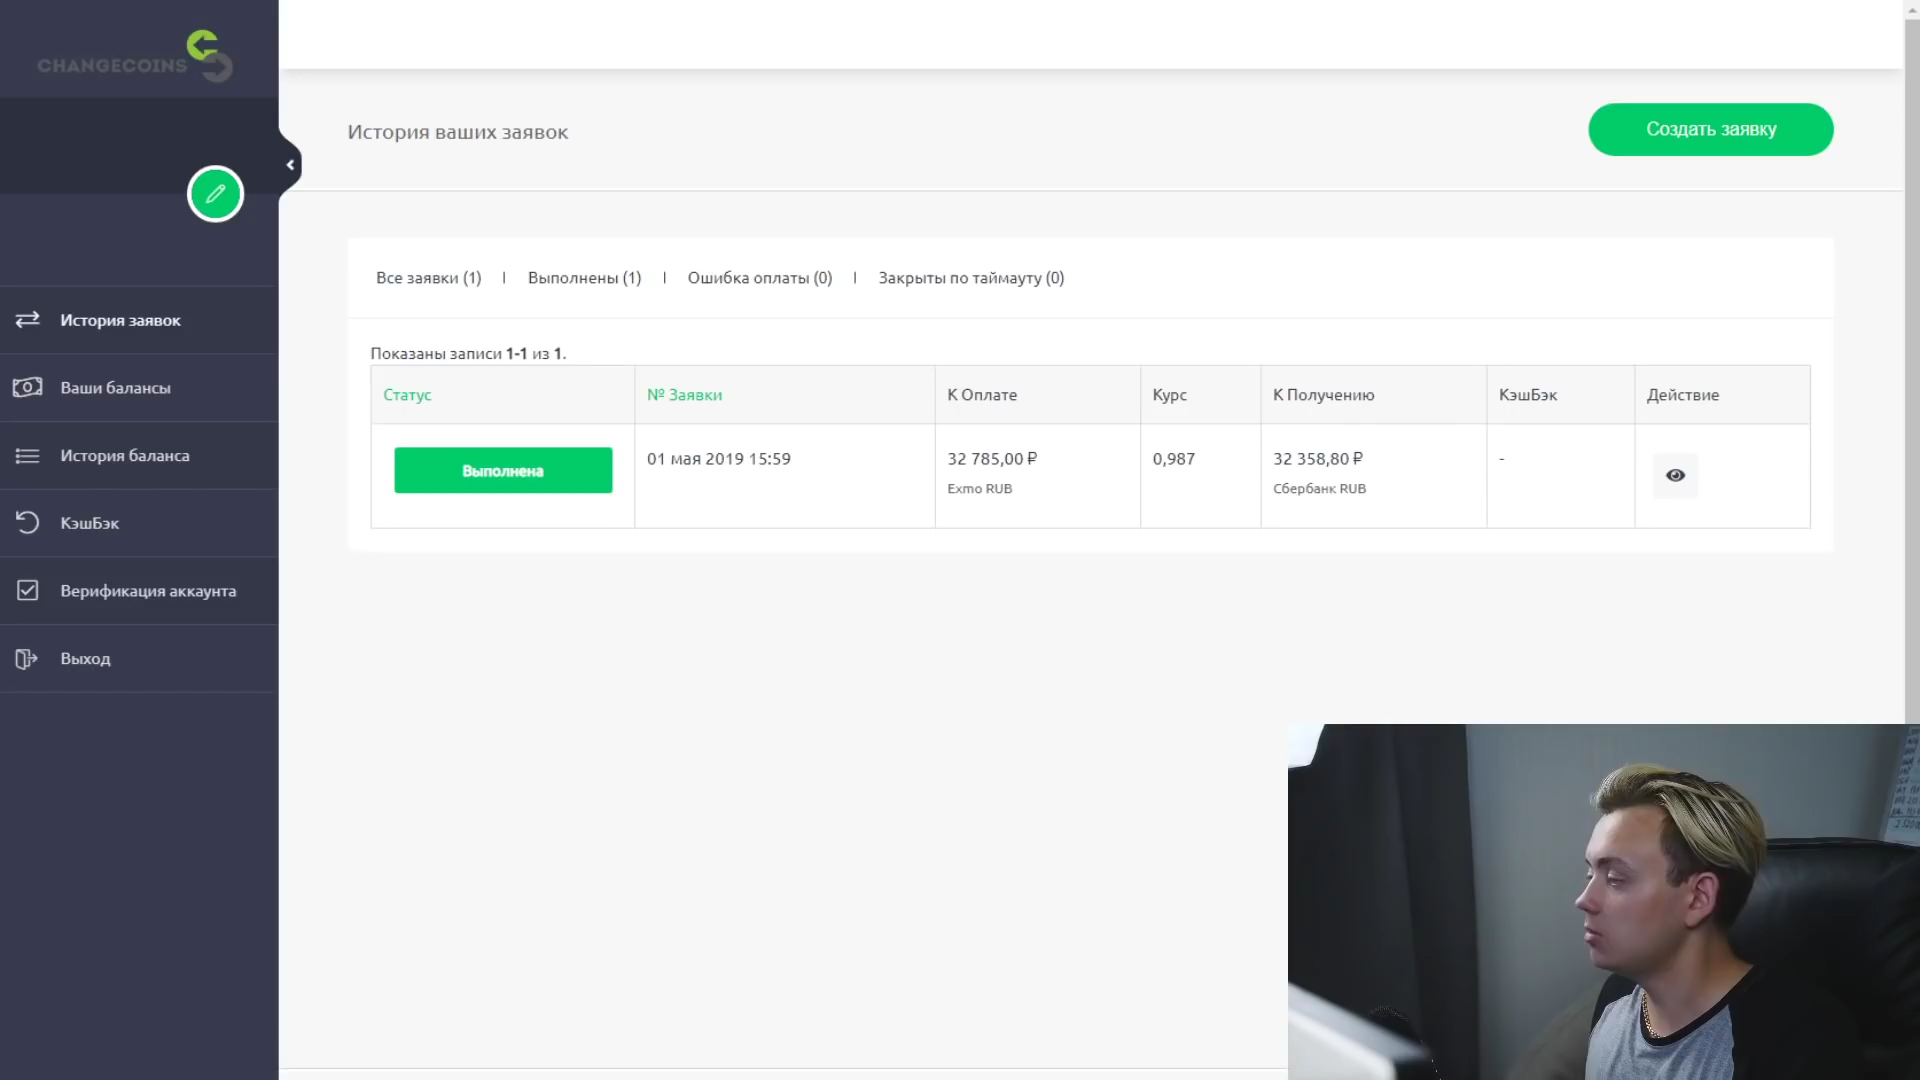 CHANGECOINS
История ваших заявок
Создать заявку
Все заявки (1) | Выполнены (1) | Ошибка оплаты (0) | Закрыты по таймауту (0)
История заявок
Ваши балансы
История баланса
КэшБэк
Верификация аккаунта
Выход
Показаны записи 1-1 из 1.
Статус № Заявки К Оплате Курс К Получению КэшБэк Действие
Выполнена 01 мая 2019 15:59 32 785,00 ₽ 0,987 32 358,80 ₽ -
Exmo RUB Сбербанк RUB